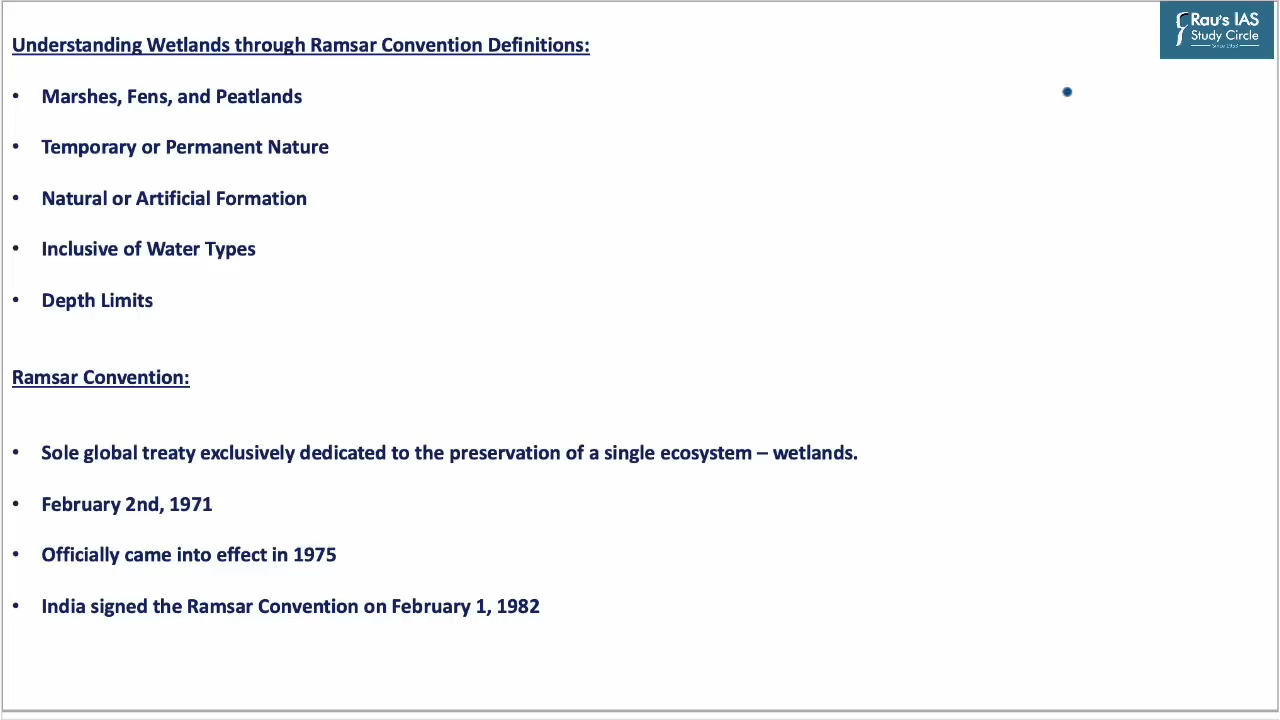 Rau's IAS
Study Circle
Since 1953
Understanding Wetlands through Ramsar Convention Definitions:
• Marshes, Fens, and Peatlands
• Temporary or Permanent Nature
• Natural or Artificial Formation
• Inclusive of Water Types
• Depth Limits
Ramsar Convention:
• Sole global treaty exclusively dedicated to the preservation of a single ecosystem – wetlands.
• February 2nd, 1971
• Officially came into effect in 1975
• India signed the Ramsar Convention on February 1, 1982